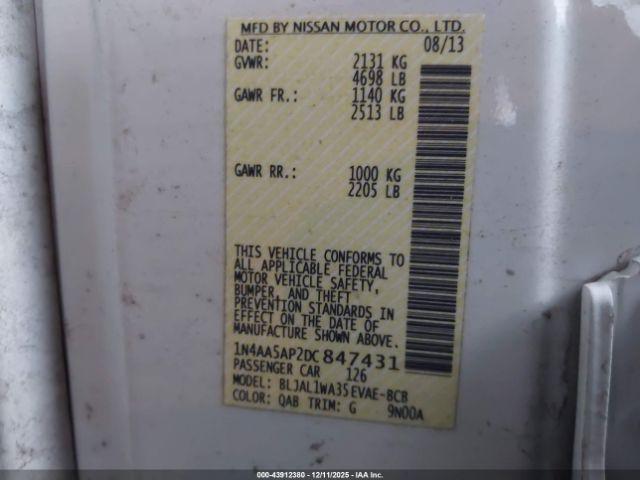 MFD BY NISSAN MOTOR CO., LTD.
DATE: 08/13
GVWR: 2131 KG
4698 LB
GAWR FR.: 1140 KG
2513 LB
GAWR RR.: 1000 KG
2205 LB
THIS VEHICLE CONFORMS TO
ALL APPLICABLE FEDERAL
MOTOR VEHICLE SAFETY,
BUMPER, AND THEFT
PREVENTION STANDARDS IN
EFFECT ON THE DATE OF
MANUFACTURE SHOWN ABOVE.
1N4AA5AP2DC847431
PASSENGER CAR 126
MODEL: BLJAL1WA35EVAE-BCB
COLOR: QAB TRIM: G 9N00A
000-43912380 - 12/11/2025 - IAA Inc.